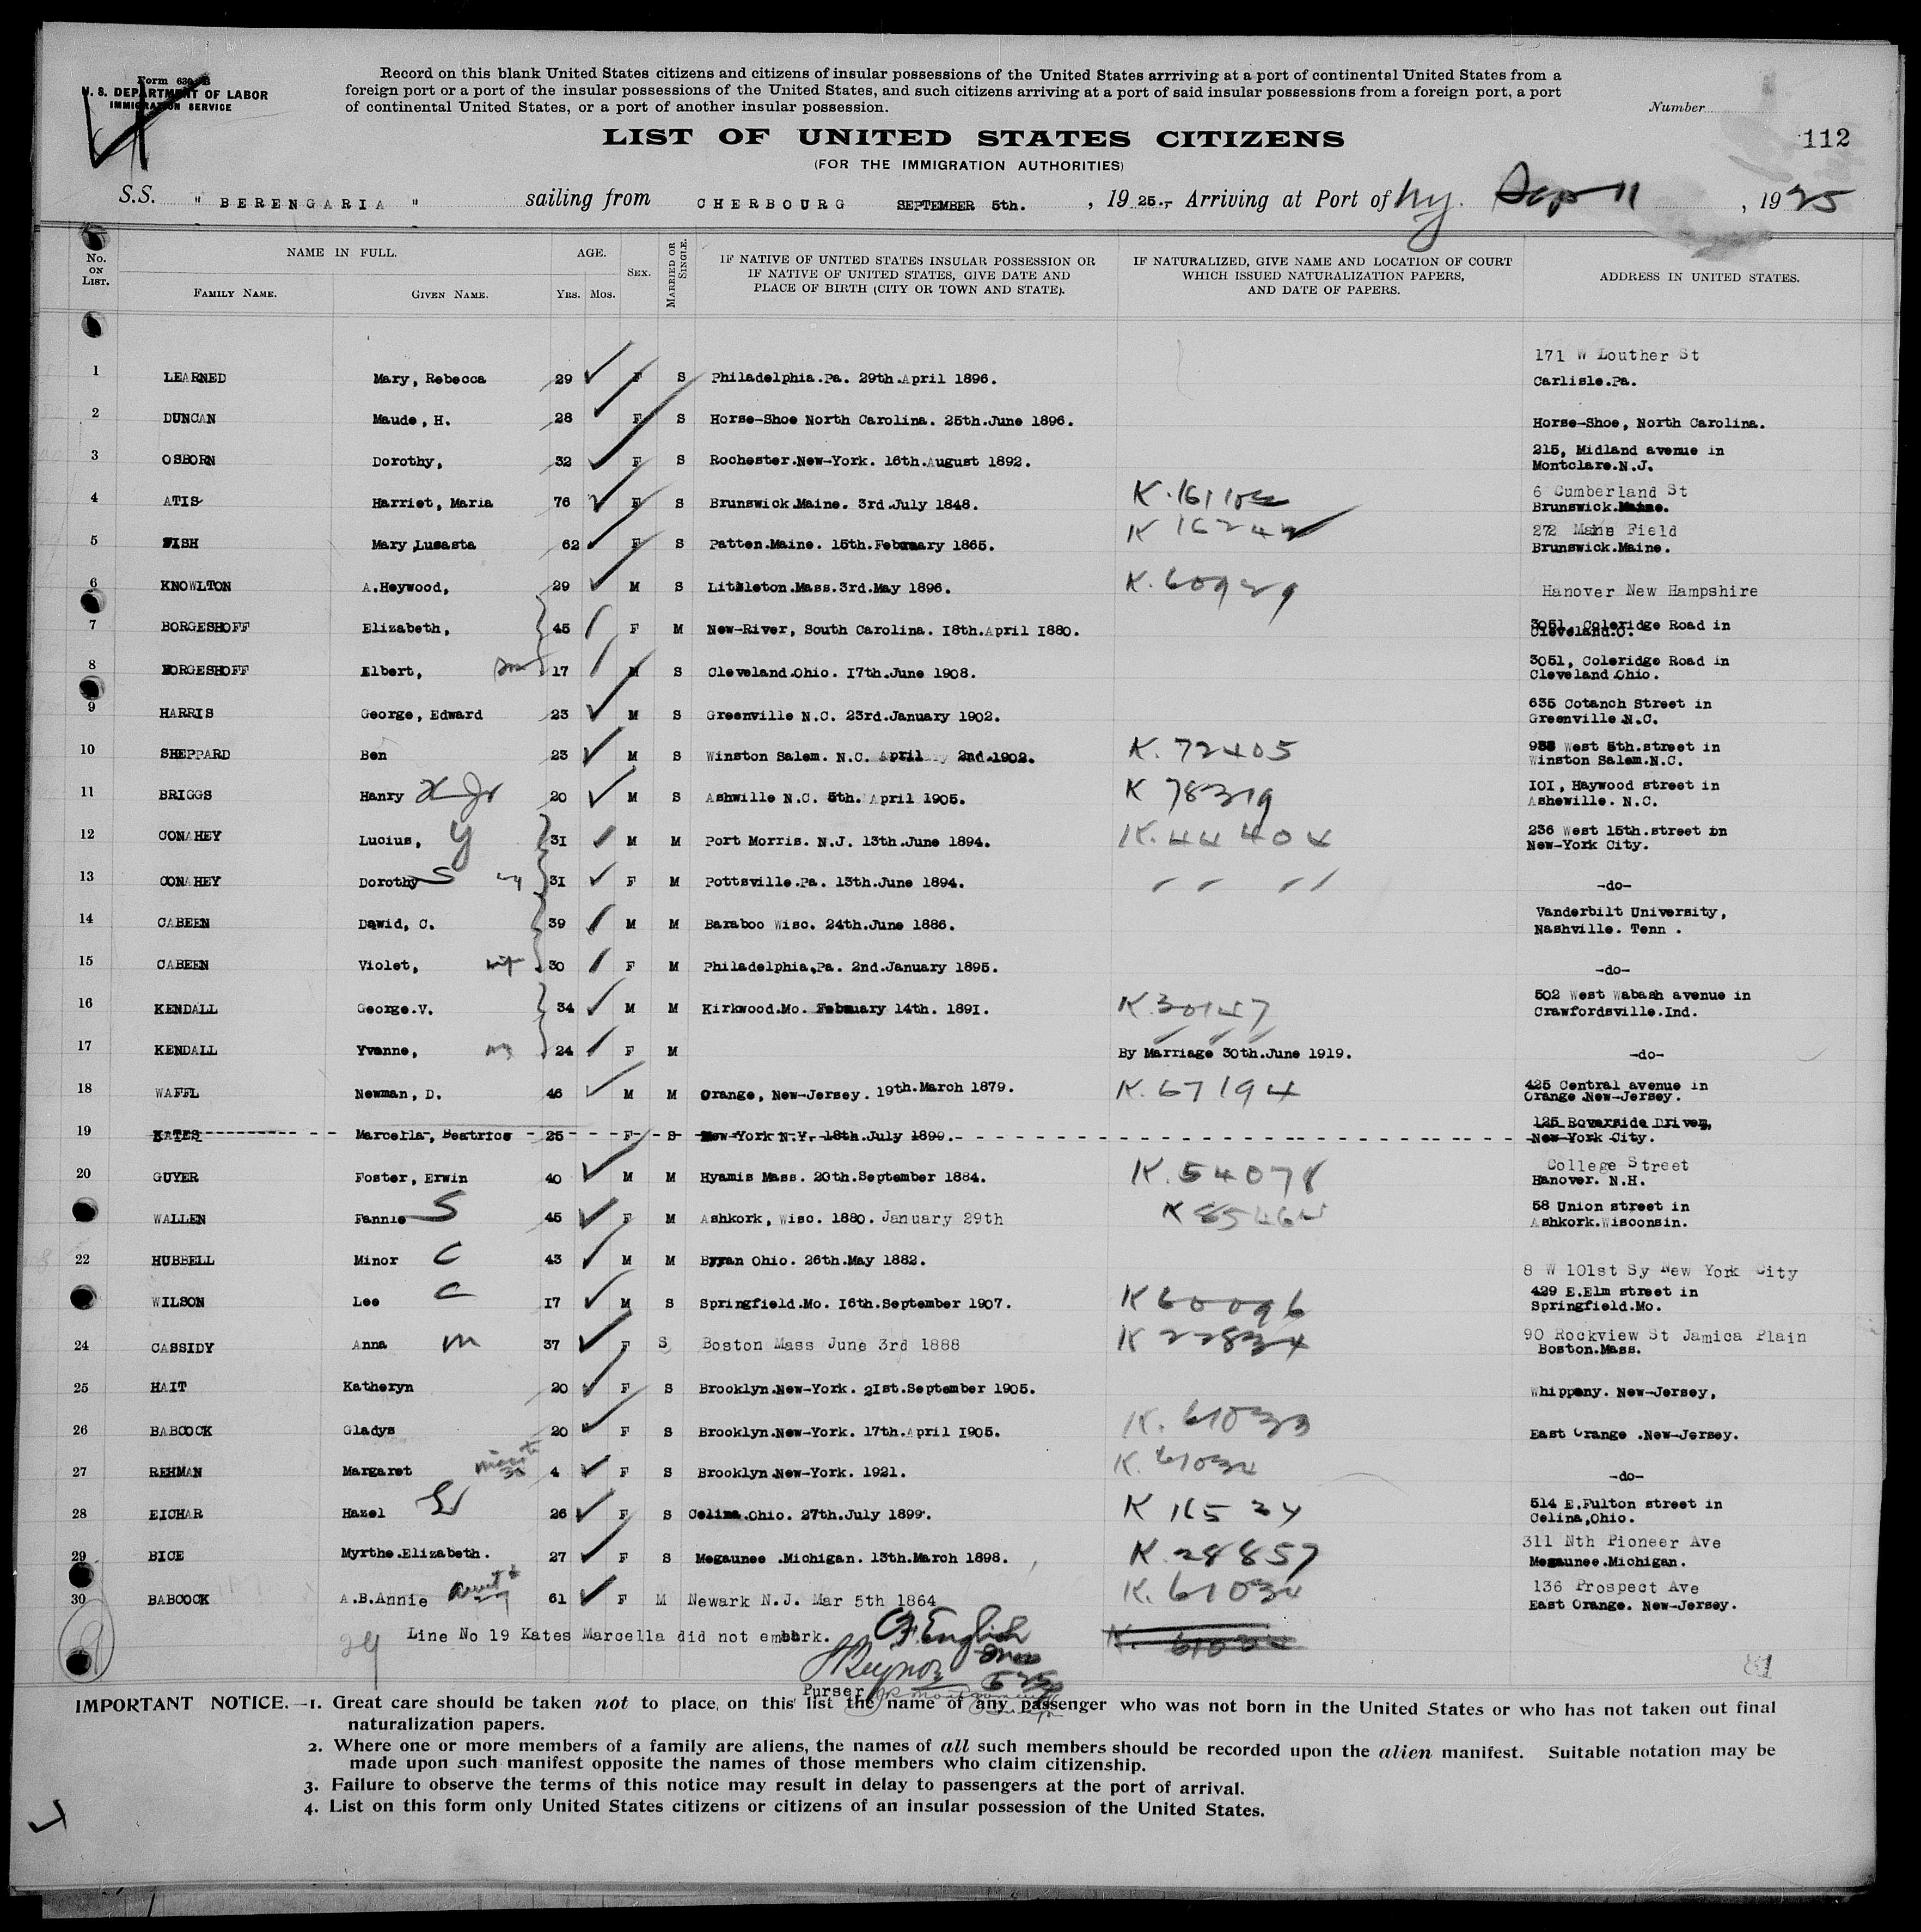 Form 630 B
U. S. DEPARTMENT OF LABOR
IMMIGRATION SERVICE
Record on this blank United States citizens and citizens of insular possessions of the United States arrriving at a port of continental United States from a
foreign port or a port of the insular possessions of the United States, and such citizens arriving at a port of said insular possessions from a foreign port, a port
of continental United States, or a port of another insular possession.
Number
112
LIST OF UNITED STATES CITIZENS
(FOR THE IMMIGRATION AUTHORITIES)
S.S. " BERENGARIA " sailing from CHERBOURG SEPTEMBER 5th. , 19 25.- Arriving at Port of Ny. Sep 11 , 1925
No. ON LIST. NAME IN FULL. AGE. SEX. MARRIED OR SINGLE. IF NATIVE OF UNITED STATES INSULAR POSSESSION OR IF NATIVE OF UNITED STATES, GIVE DATE AND PLACE OF BIRTH (CITY OR TOWN AND STATE). IF NATURALIZED, GIVE NAME AND LOCATION OF COURT WHICH ISSUED NATURALIZATION PAPERS, AND DATE OF PAPERS. ADDRESS IN UNITED STATES.
FAMILY NAME. GIVEN NAME. YRS. MOS.
1 LEARNED Mary, Rebecca 29 F S Philadelphia.Pa. 29th.April 1896. 171 W Louther St Carlisle.Pa.
2 DUNCAN Maude, H. 28 F S Horse-Shoe North Carolina. 25th.June 1896. Horse-Shoe, North Carolina.
3 OSBORN Dorothy, 32 F S Rochester.New-York. 16th.August 1892. 215, Midland avenue in Montclare.N.J.
4 ATIS Harriet, Maria 76 F S Brunswick.Maine. 3rd.July 1848. 6 Cumberland St Brunswick.Maine.
5 FISH Mary Lusasta 62 F S Patten.Maine. 15th.February 1865. K 16242 272 Main Field Brunswick.Maine.
6 KNOWLTON A.Heywood, 29 M S Littleton.Mass.3rd.May 1896. K. 60929 Hanover New Hampshire
7 BORGESHOFF Elizabeth, 45 F M New-River, South Carolina. 18th.April 1880. 3051, Coleridge Road in Cleveland.O.
8 BORGESHOFF Elbert, 17 M S Cleveland.Ohio. 17th.June 1908. 3051, Coleridge Road in Cleveland.Ohio.
9 HARRIS George, Edward 23 M S Greenville N.C. 23rd.January 1902. 635 Cotanch Street in Greenville N.C.
10 SHEPPARD Ben 23 M S Winston Salem. N.C. April 2nd.1902. K. 72405 West 5th.street in Winston Salem.N.C.
11 BRIGGS Hanry Jr 20 M S Ashwille N.C. 5th. April 1905. K 78319 101, Haywood street in Ashewille. N.C.
12 CONAHEY Lucius, Y 31 M M Port Morris. N.J. 13th.June 1894. K. 44404 236 West 15th.street in New-York City.
13 CONAHEY Dorothy S 31 F M Pottsville.Pa. 13th.June 1894. -do-
14 CABEEN Dawid, C. 39 M M Baraboo Wisc. 24th.June 1886. Vanderbilt University, Nashville. Tenn .
15 CABEEN Violet, wife 30 F M Philadelphia,Pa. 2nd.January 1895. -do-
16 KENDALL George.V. 34 M M Kirkwood.Mo. February 14th. 1891. K 30147 502 West Wabash avenue in Crawfordsville.Ind.
17 KENDALL Yvanne, 24 F M By Marriage 30th.June 1919. -do-
18 WAFFL Newman, D. 46 M M Orange, New-Jersey. 19th.March 1879. K. 67194 425 Central avenue in Orange New-Jersey.
19 KATES Marcella, Beatrice 25 F S New-York N.Y. 18th.July 1899. 125 Roverside Driven, New-York City.
20 GUYER Foster, Erwin 40 M M Hyamis Mass. 20th.September 1884. K. 54078 College Street Hanover. N.H.
WALLEN Fannie S 45 F M Ashkork, Wisc. 1880. January 29th K 85464 58 Union street in Ashkork.Wisconsin.
22 HUBBELL Minor C 43 M M Byran Ohio. 26th.May 1882. 8 W 101st Sy New York City
WILSON Lee C 17 M S Springfield.Mo. 16th.September 1907. K 60096 429 E.Elm street in Springfield.Mo.
24 CASSIDY Anna M 37 F S Boston Mass June 3rd 1888 K 22834 90 Rockview St Jamica Plain Boston.Mass.
25 HAIT Katheryn 20 F S Brooklyn.New-York. 21st.September 1905. Whippany. New-Jersey,
26 BABCOCK Gladys 20 F S Brooklyn.New-York. 17th.April 1905. K. 61033 East Orange .New-Jersey.
27 REHMAN Margaret niece to 30 4 F S Brooklyn.New-York. 1921. K. 61032 -do-
28 EICHAR Hazel 26 F S Celina.Ohio. 27th.July 1899. K 16524 514 E.Fulton street in Celina,Ohio.
29 BICE Myrthe.Elizabeth. 27 F S Megaunee .Michigan. 13th.March 1898. K. 28857 311 Nth Pioneer Ave Megaunee.Michigan.
30 BABCOCK A.B.Annie aunt 61 F M Newark N.J. Mar 5th 1864 K. 61032 136 Prospect Ave East Orange. New-Jersey.
29 Line No 19 Kates Marcella did not embark. C.F. English
Purser
IMPORTANT NOTICE.—1. Great care should be taken not to place on this list the name of any passenger who was not born in the United States or who has not taken out final
naturalization papers.
2. Where one or more members of a family are aliens, the names of all such members should be recorded upon the alien manifest. Suitable notation may be
made upon such manifest opposite the names of those members who claim citizenship.
3. Failure to observe the terms of this notice may result in delay to passengers at the port of arrival.
4. List on this form only United States citizens or citizens of an insular possession of the United States.